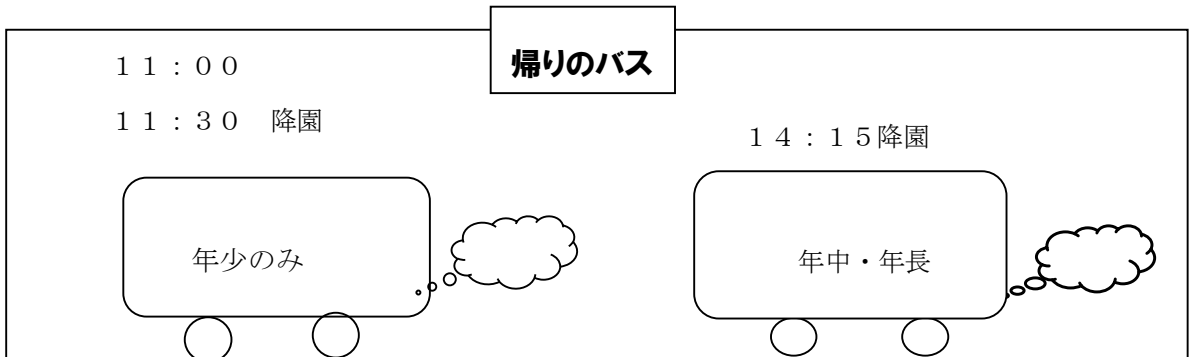 帰りのバス
１１：００
１１：３０　降園
１４：１５降園
年少のみ
年中・年長